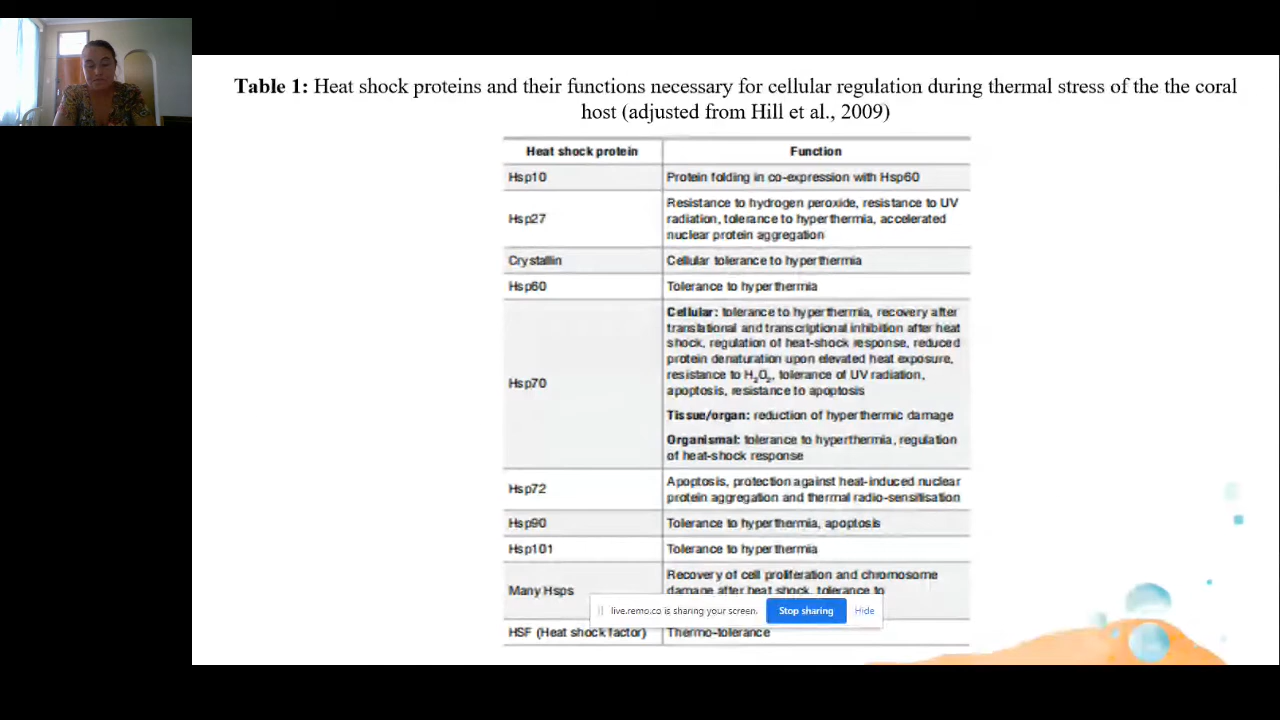 Table 1: Heat shock proteins and their functions necessary for cellular regulation during thermal stress of the the coral
host (adjusted from Hill et al., 2009)
Heat shock protein
Function
Hsp10
Protein folding in co-expression with Hsp60
Hsp27
Resistance to hydrogen peroxide, resistance to UV
radiation, tolerance to hyperthermia, accelerated
nuclear protein aggregation
Crystallin
Cellular tolerance to hyperthermia
Hsp60
Tolerance to hyperthermia
Hsp70
Cellular: tolerance to hyperthermia, recovery after
translational and transcriptional inhibition after heat
shock, regulation of heat-shock response, reduced
protein denaturation upon elevated heat exposure,
resistance to H₂O₂, tolerance of UV radiation,
apoptosis, resistance to apoptosis
Tissue/organ: reduction of hyperthermic damage
Organismal: tolerance to hyperthermia, regulation
of heat-shock response
Hsp72
Apoptosis, protection against heat-induced nuclear
protein aggregation and thermal radio-sensitisation
Hsp90
Tolerance to hyperthermia, apoptosis
Hsp101
Tolerance to hyperthermia
Many Hsps
Recovery of cell proliferation and chromosome
damage after heat shock, tolerance to
live.remo.co is sharing your screen.
Stop sharing
Hide
HSF (Heat shock factor)
Thermo-tolerance